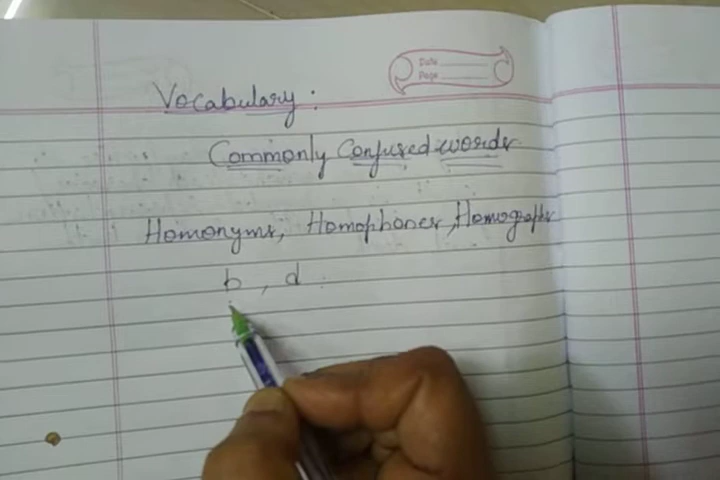 Date
Page
Vocabulary :
Commonly Confused words
Homonyms, Homophones, Homographs
b, d